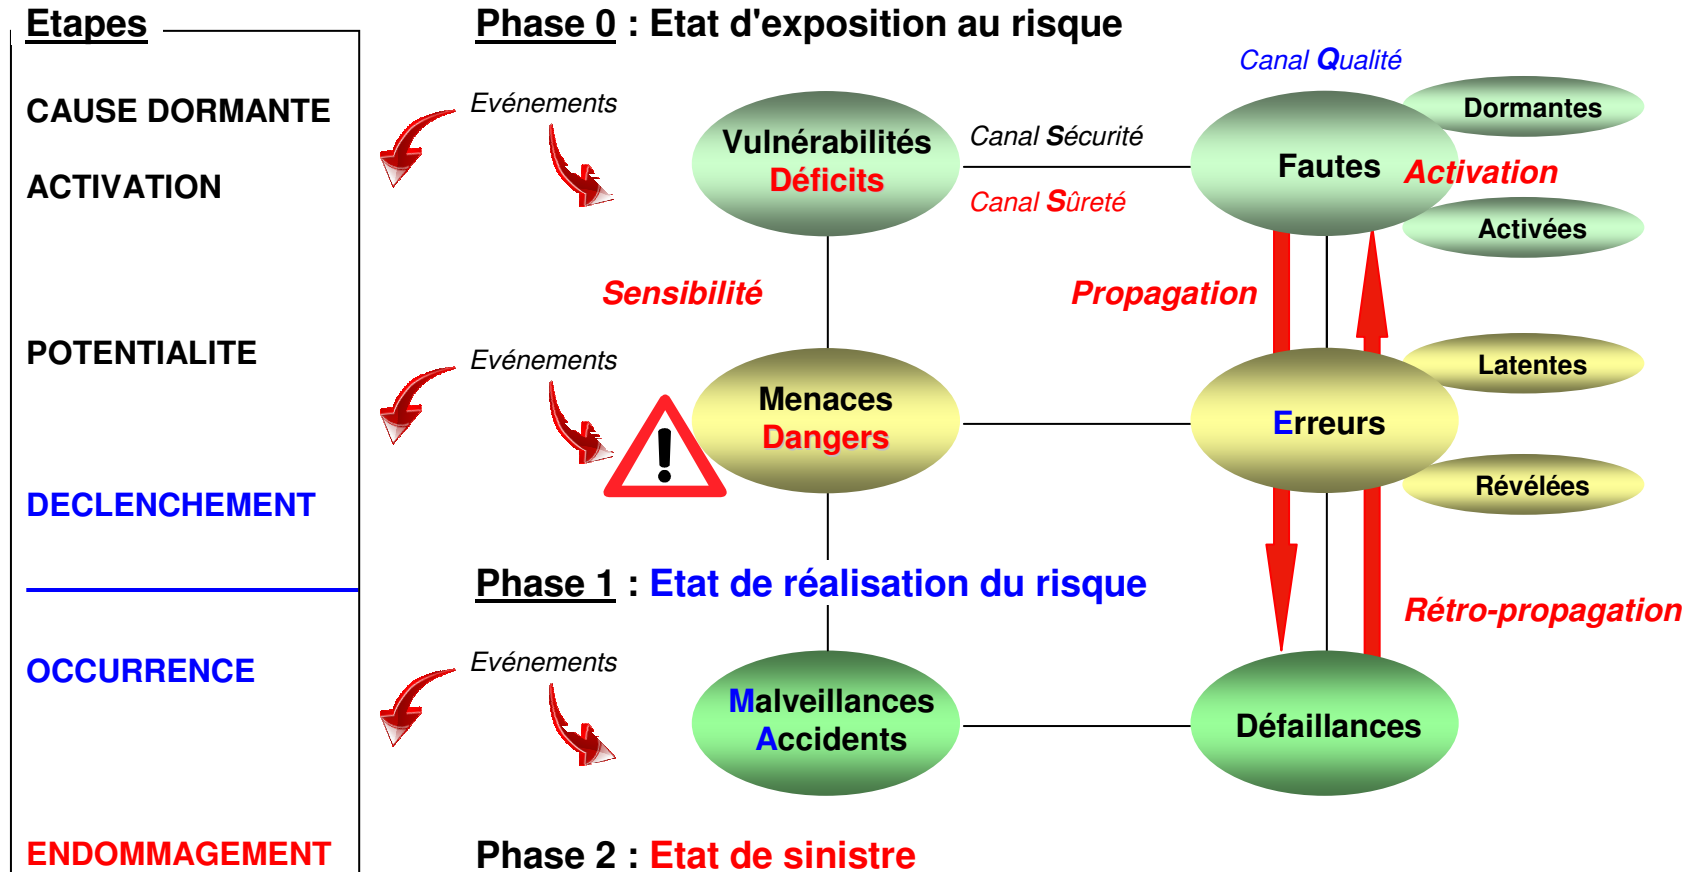 Etapes
Phase 0 : Etat d'exposition au risque
Canal Qualité
CAUSE DORMANTE
Evénements
Vulnérabilités
Déficits
Canal Sécurité
Canal Sûreté
Fautes
Dormantes
Activation
Activées
ACTIVATION
Sensibilité
Propagation
POTENTIALITE
Evénements
Menaces
Dangers
Erreurs
Latentes
Révélées
DECLENCHEMENT
Phase 1 : Etat de réalisation du risque
Rétro-propagation
OCCURRENCE
Evénements
Malveillances
Accidents
Défaillances
ENDOMMAGEMENT
Phase 2 : Etat de sinistre